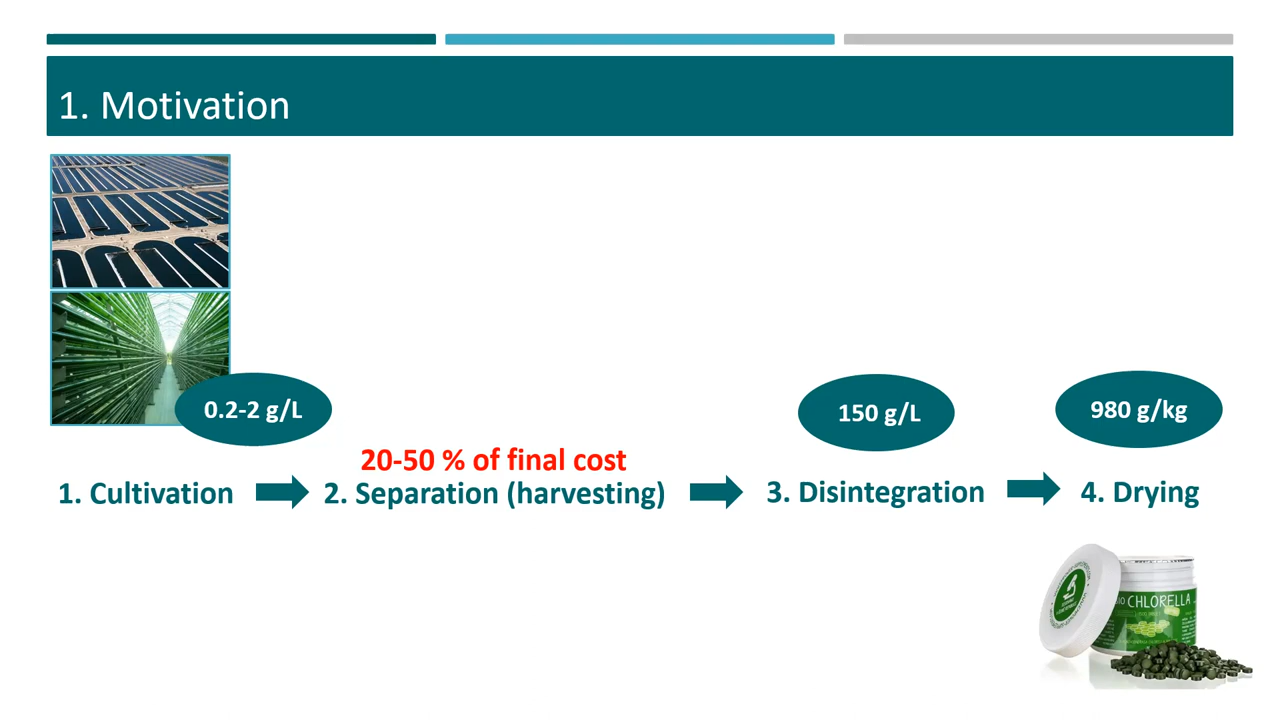 1. Motivation
0.2-2 g/L
150 g/L
980 g/kg
20-50 % of final cost
1. Cultivation
2. Separation (harvesting)
3. Disintegration
4. Drying
CHLORELLA